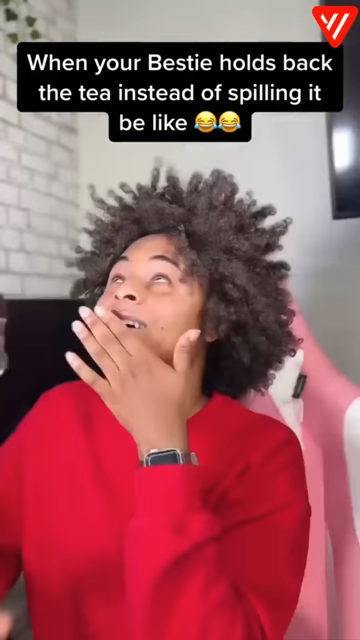 When your Bestie holds back
the tea instead of spilling it
be like 😂😂